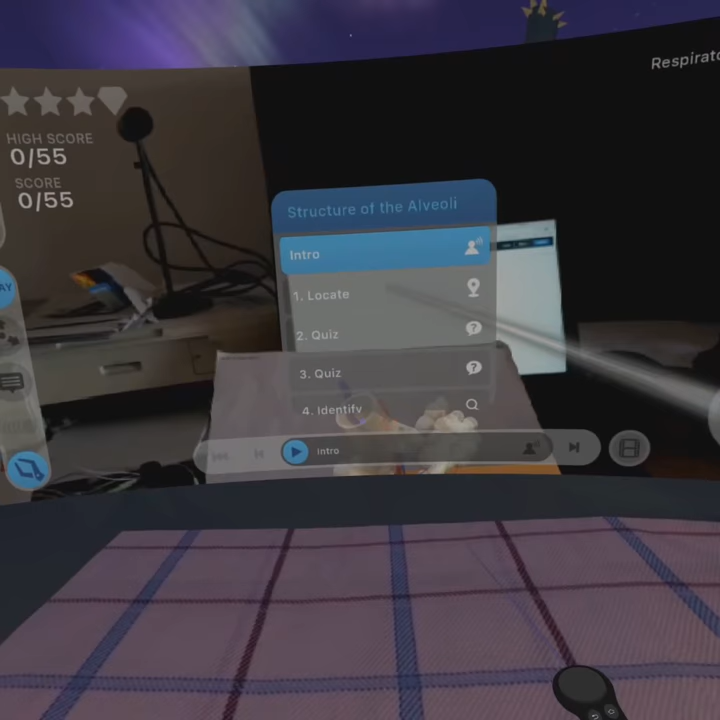 Respirato
HIGH SCORE
0/55
SCORE
0/55
Structure of the Alveoli
Intro
1. Locate
AY
2. Quiz
3. Quiz
4. Identify
Intro